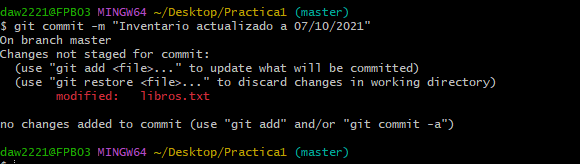 daw2221@FPB03 MINGW64 ~/Desktop/Practica1 (master)
$ git commit -m "Inventario actualizado a 07/10/2021"
On branch master
Changes not staged for commit:
  (use "git add <file>..." to update what will be committed)
  (use "git restore <file>..." to discard changes in working directory)
        modified:   libros.txt

no changes added to commit (use "git add" and/or "git commit -a")

daw2221@FPB03 MINGW64 ~/Desktop/Practica1 (master)